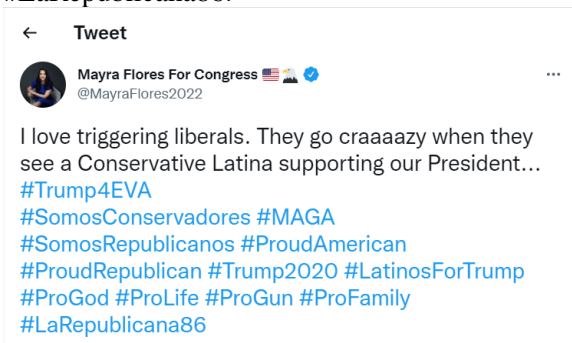 #LaRepublicana86.
← Tweet
Mayra Flores For Congress 🇺🇸🦅
@MayraFlores2022
I love triggering liberals. They go craaaazy when they
see a Conservative Latina supporting our President...
#Trump4EVA
#SomosConservadores #MAGA
#SomosRepublicanos #ProudAmerican
#ProudRepublican #Trump2020 #LatinosForTrump
#ProGod #ProLife #ProGun #ProFamily
#LaRepublicana86